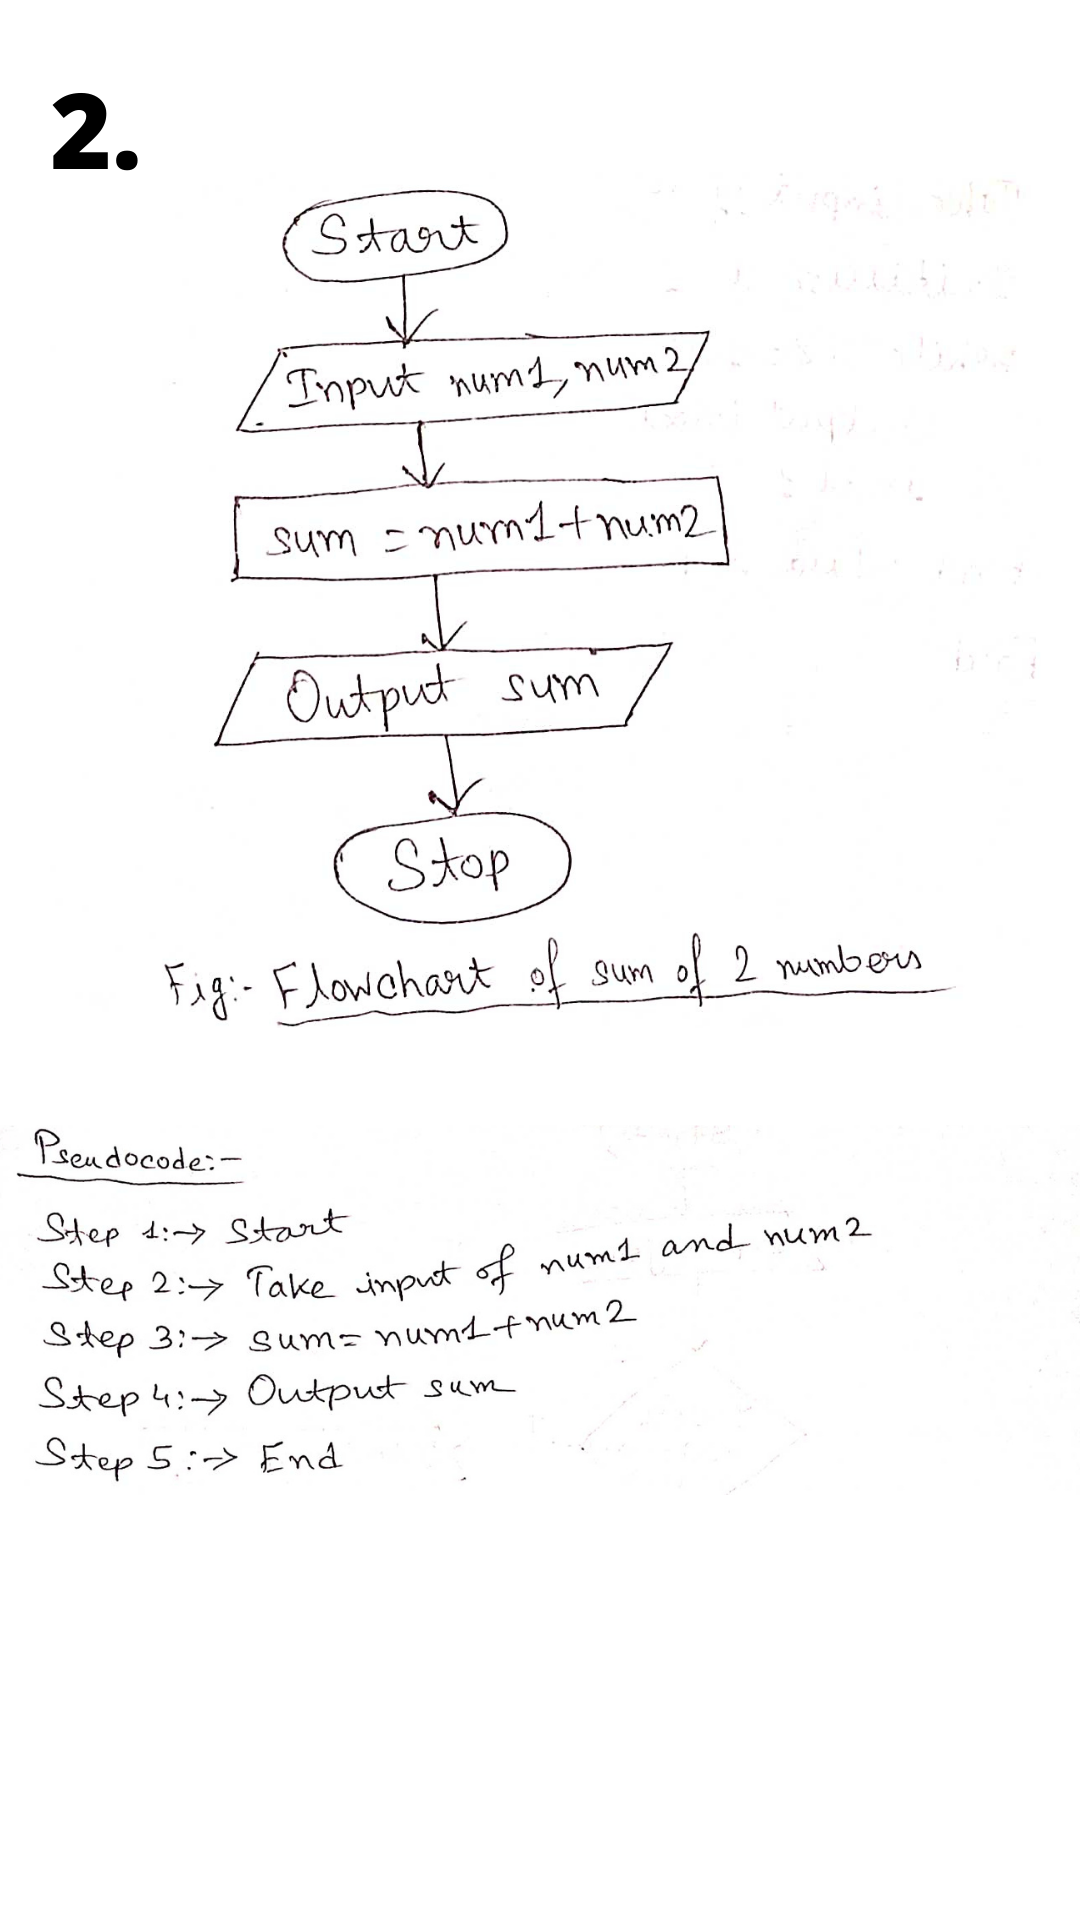 2.
Start
Input num1, num2
sum = num1+num2
Output sum
Stop
Fig:- Flowchart of sum of 2 numbers
Pseudocode:-
Step 1:→ Start
Step 2:→ Take input of num1 and num2
Step 3:→ sum= num1+num2
Step 4:→ Output sum
Step 5:→ End